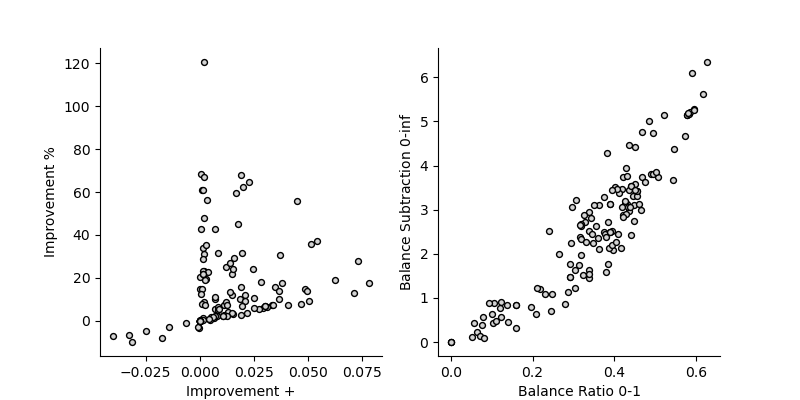 Improvement %
120
100
80
60
40
20
0
−0.025 0.000 0.025 0.050 0.075
Improvement +
Balance Subtraction 0-inf
6
5
4
3
2
1
0
0.0 0.2 0.4 0.6
Balance Ratio 0-1